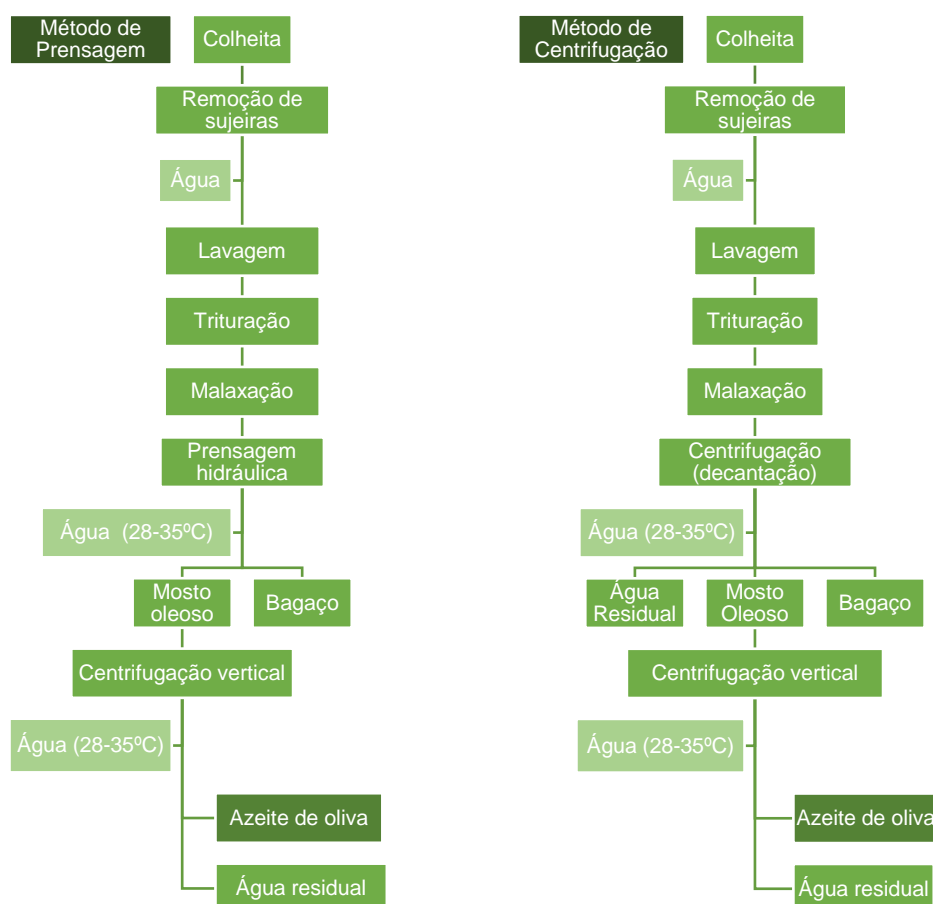 Método de
Prensagem
Colheita
Remoção de
sujeiras
Água
Lavagem
Trituração
Malaxação
Prensagem
hidráulica
Água (28-35ºC)
Mosto
oleoso
Bagaço
Centrifugação vertical
Água (28-35ºC)
Azeite de oliva
Água residual
Método de
Centrifugação
Colheita
Remoção de
sujeiras
Água
Lavagem
Trituração
Malaxação
Centrifugação
(decantação)
Água (28-35ºC)
Água
Residual
Mosto
Oleoso
Bagaço
Centrifugação vertical
Água (28-35ºC)
Azeite de oliva
Água residual